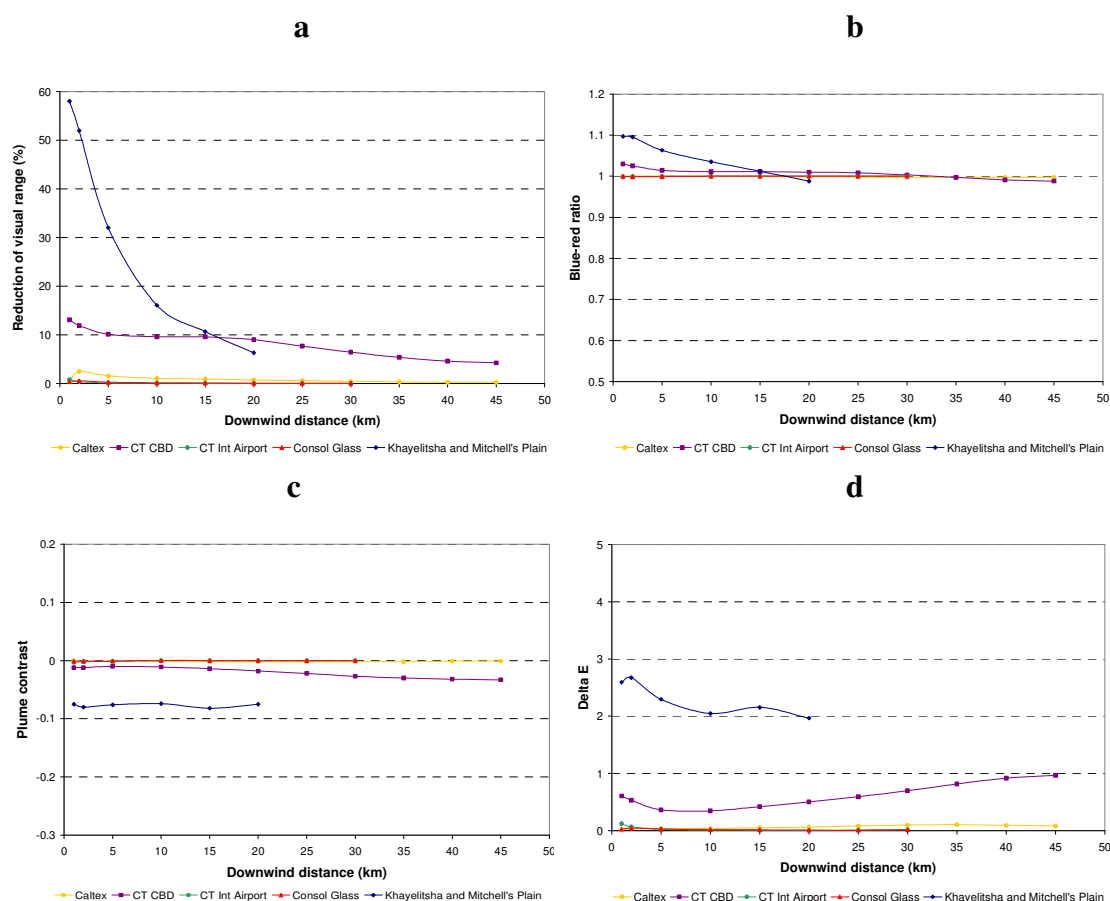 a
60
50
40
30
20
10
0
Reduction of visual range (%)
0 5 10 15 20 25 30 35 40 45 50
Downwind distance (km)
Caltex CT CBD CT Int Airport Consol Glass Khayelitsha and Mitchell's Plain
b
1.2
1.1
1
0.9
0.8
0.7
0.6
0.5
Blue-red ratio
0 5 10 15 20 25 30 35 40 45 50
Downwind distance (km)
Caltex CT CBD CT Int Airport Consol Glass Khayelitsha and Mitchell's Plain
c
0.2
0.1
0
-0.1
-0.2
-0.3
Plume contrast
0 5 10 15 20 25 30 35 40 45 50
Downwind distance (km)
Caltex CT CBD CT Int Airport Consol Glass Khayelitsha and Mitchell's Plain
d
5
4
3
2
1
0
Delta E
0 5 10 15 20 25 30 35 40 45 50
Downwind distance (km)
Caltex CT CBD CT Int Airport Consol Glass Khayelitsha and Mitchell's Plain